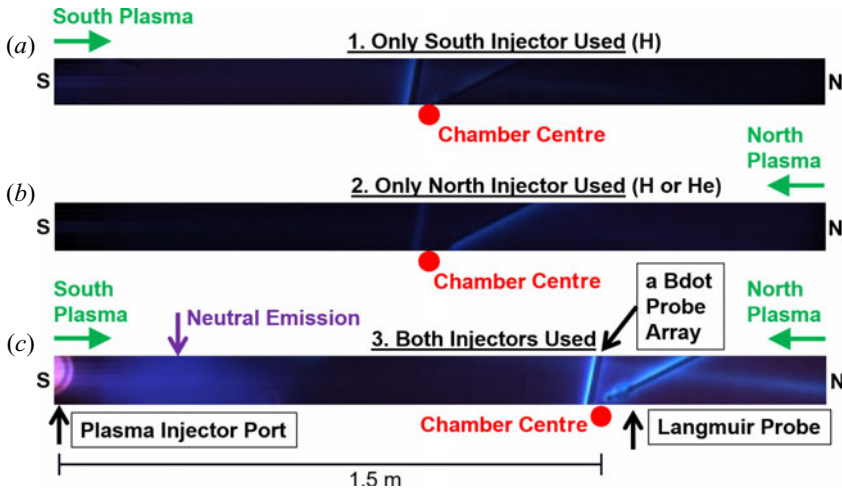 South Plasma
(a)
1. Only South Injector Used (H)
S
N
Chamber Centre
North
Plasma
(b)
2. Only North Injector Used (H or He)
S
N
Chamber Centre
South
Plasma
Neutral Emission
a Bdot
Probe
Array
North
Plasma
(c)
3. Both Injectors Used
S
N
Plasma Injector Port
Chamber Centre
Langmuir Probe
1.5 m